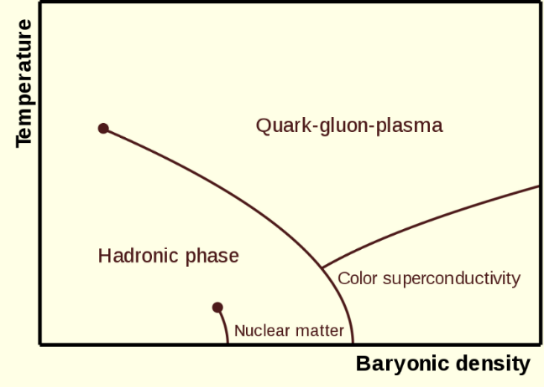 Temperature
Quark-gluon-plasma
Hadronic phase
Color superconductivity
Nuclear matter
Baryonic density